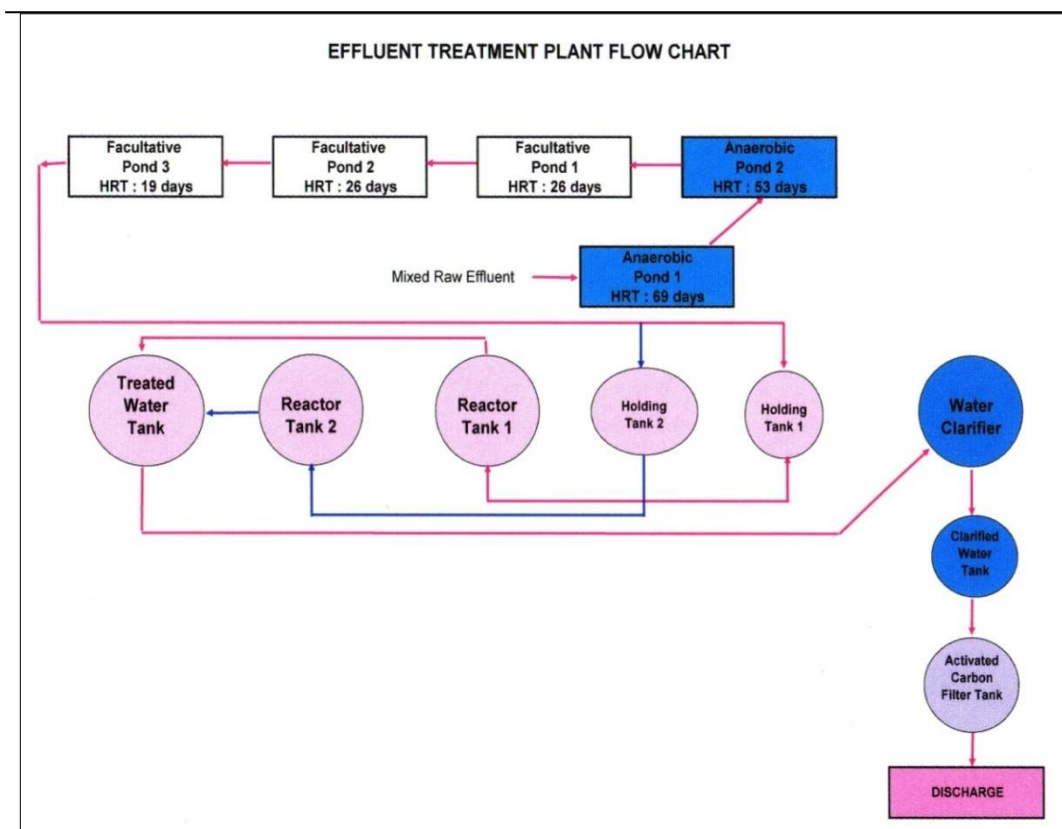 EFFLUENT TREATMENT PLANT FLOW CHART
Facultative
Pond 3
HRT : 19 days
Facultative
Pond 2
HRT : 26 days
Facultative
Pond 1
HRT : 26 days
Anaerobic
Pond 2
HRT : 53 days
Mixed Raw Effluent
Anaerobic
Pond 1
HRT : 69 days
Treated
Water
Tank
Reactor
Tank 2
Reactor
Tank 1
Holding
Tank 2
Holding
Tank 1
Water
Clarifier
Clarified
Water
Tank
Activated
Carbon
Filter Tank
DISCHARGE